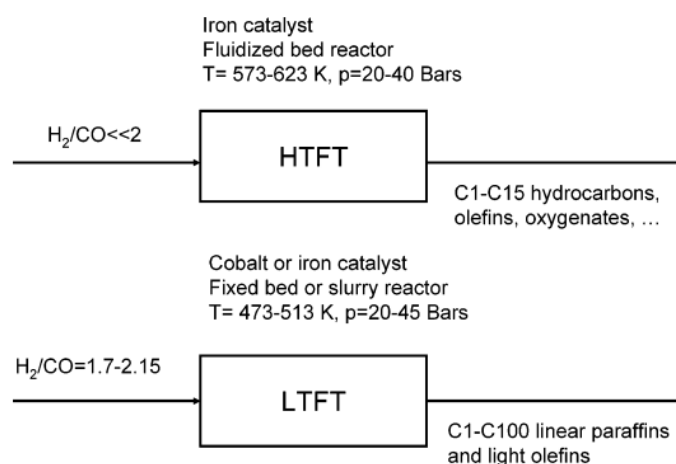 Iron catalyst
Fluidized bed reactor
T= 573-623 K, p=20-40 Bars
H₂/CO<<2
HTFT
C1-C15 hydrocarbons,
olefins, oxygenates, ...
Cobalt or iron catalyst
Fixed bed or slurry reactor
T= 473-513 K, p=20-45 Bars
H₂/CO=1.7-2.15
LTFT
C1-C100 linear paraffins
and light olefins